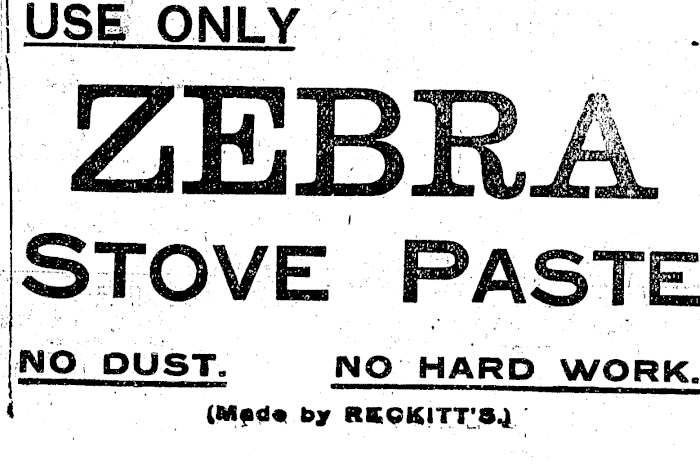 USE ONLY
ZEBRA
STOVE PASTE
NO DUST. NO HARD WORK.
(Made by RECKITT'S.)